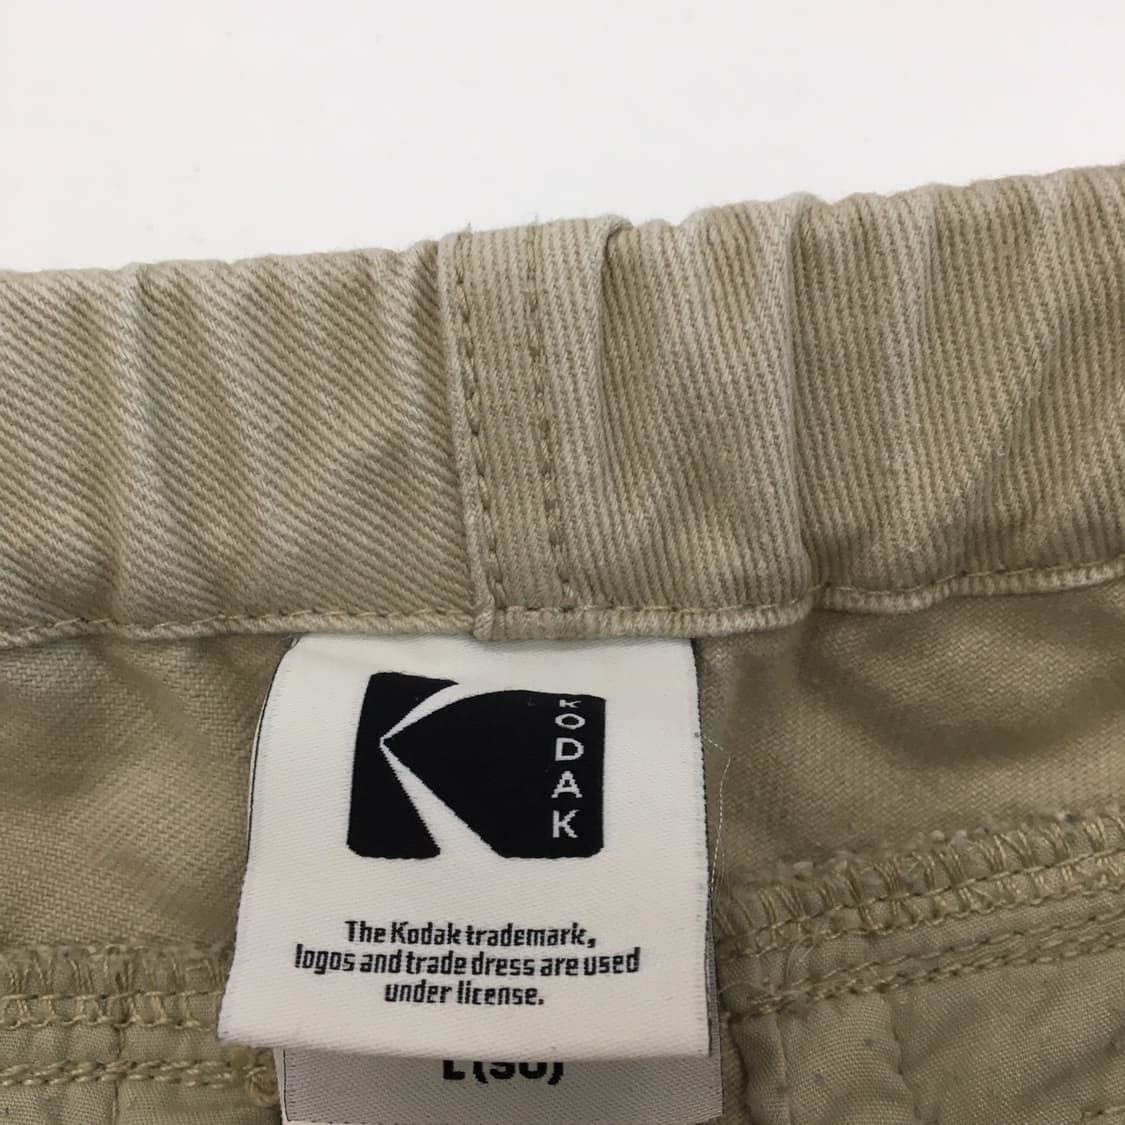 KODAK
The Kodak trademark,
logos and trade dress are used
under license.